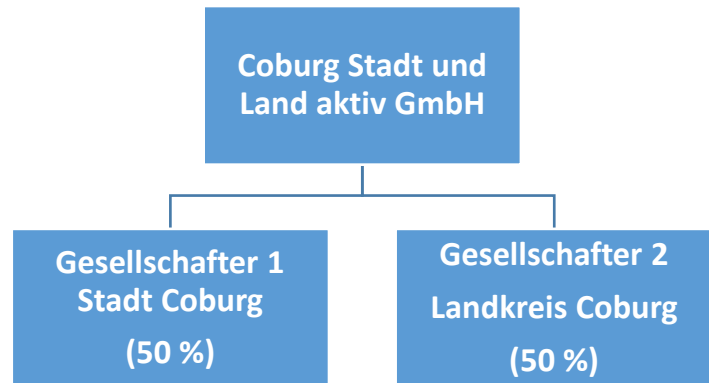 Coburg Stadt und
Land aktiv GmbH
Gesellschafter 1
Stadt Coburg
(50 %)
Gesellschafter 2
Landkreis Coburg
(50 %)